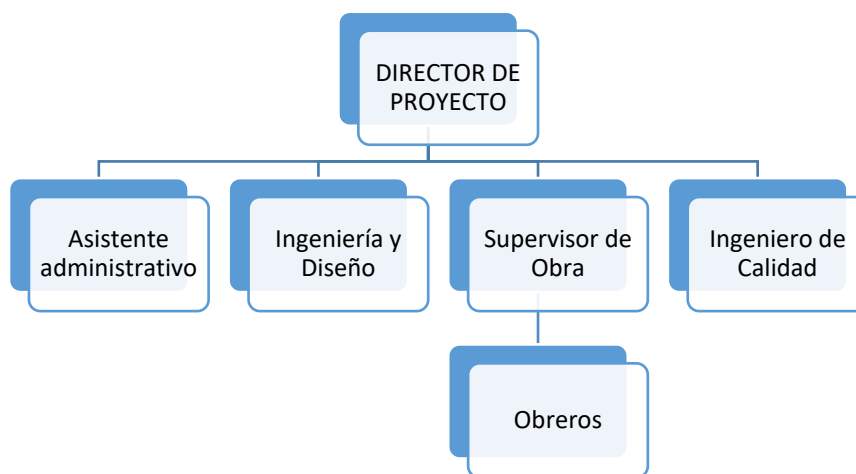 DIRECTOR DE
PROYECTO
Asistente
administrativo
Ingeniería y
Diseño
Supervisor de
Obra
Ingeniero de
Calidad
Obreros